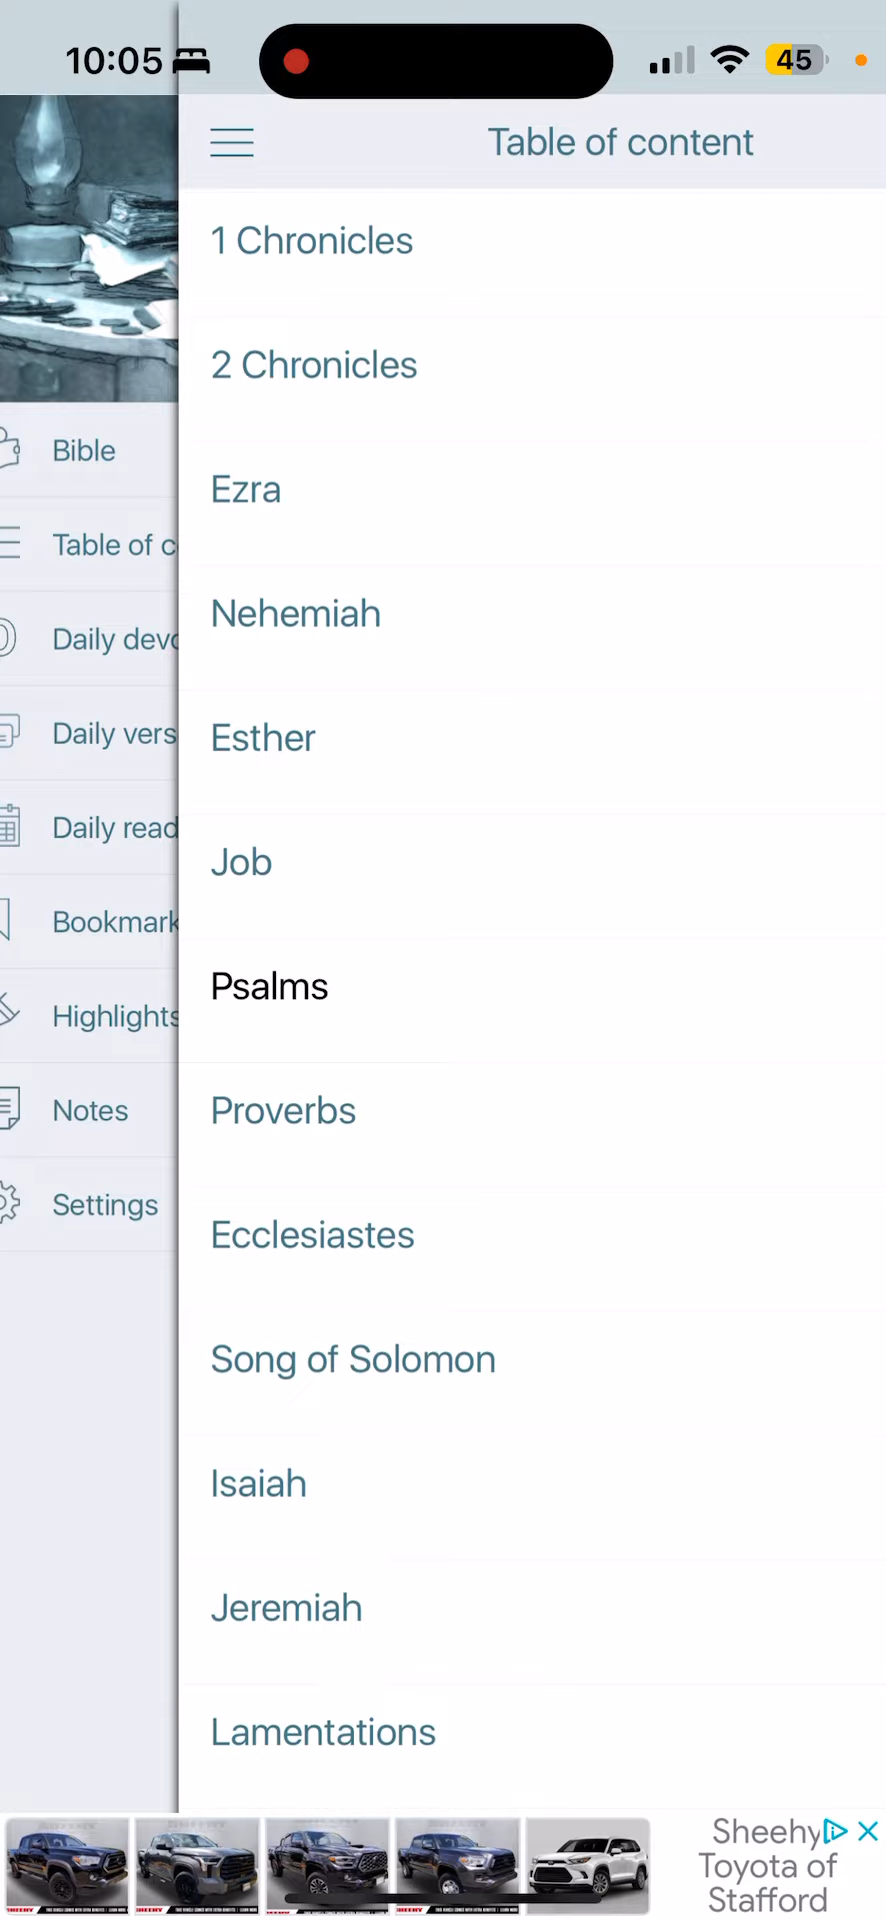 10:05
45
Table of content
1 Chronicles
2 Chronicles
Ezra
Nehemiah
Esther
Job
Psalms
Proverbs
Ecclesiastes
Song of Solomon
Isaiah
Jeremiah
Lamentations
Bible
Table of c
Daily devo
Daily vers
Daily read
Bookmark
Highlights
Notes
Settings
Sheehy
Toyota of
Stafford